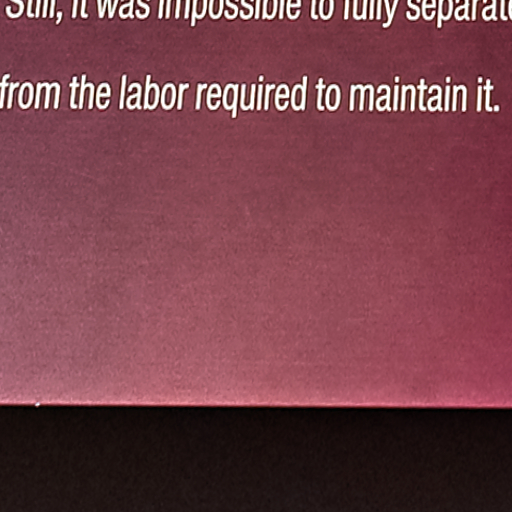 Still, it was impossible to fully separate
from the labor required to maintain it.